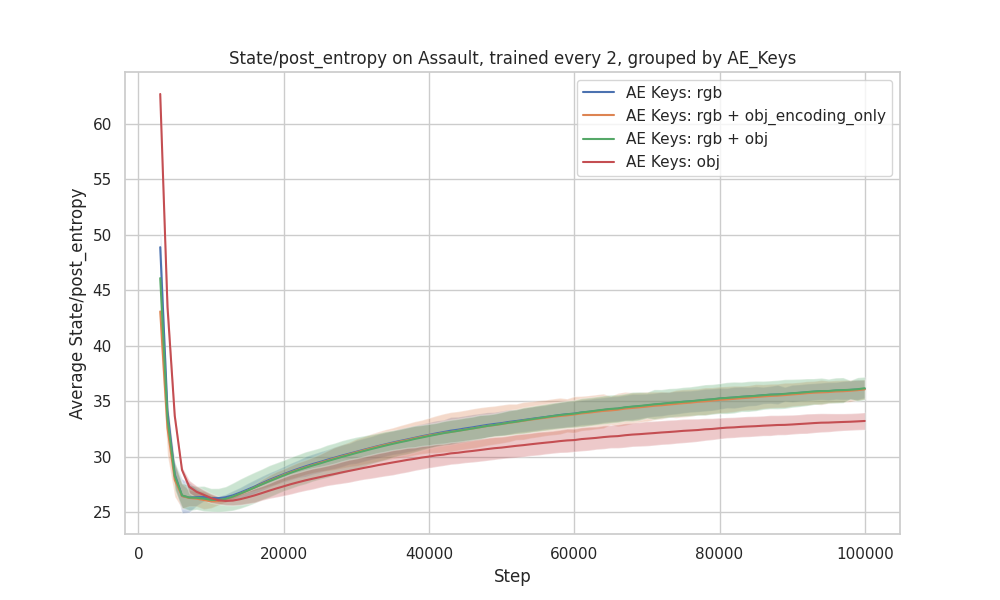 State/post_entropy on Assault, trained every 2, grouped by AE_Keys
AE Keys: rgb
AE Keys: rgb + obj_encoding_only
AE Keys: rgb + obj
AE Keys: obj
Average State/post_entropy
60
55
50
45
40
35
30
25
0
20000
40000
60000
80000
100000
Step